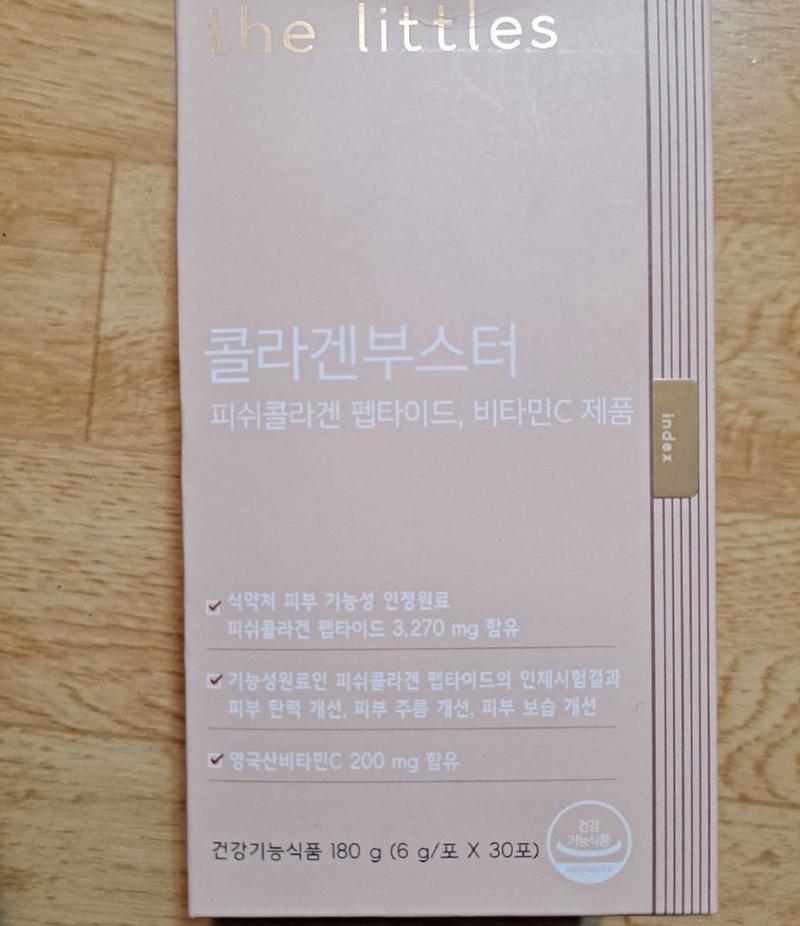 the littles
콜라겐부스터
피쉬콜라겐 펩타이드, 비타민C 제품
index
식약처 피부 기능성 인정원료
피쉬콜라겐 펩타이드 3,270 mg 함유
기능성원료인 피쉬콜라겐 펩타이드의 인체시험결과
피부 탄력 개선, 피부 주름 개선, 피부 보습 개선
영국산비타민C 200 mg 함유
건강기능식품 180 g (6 g/포 X 30포)
건강
기능식품